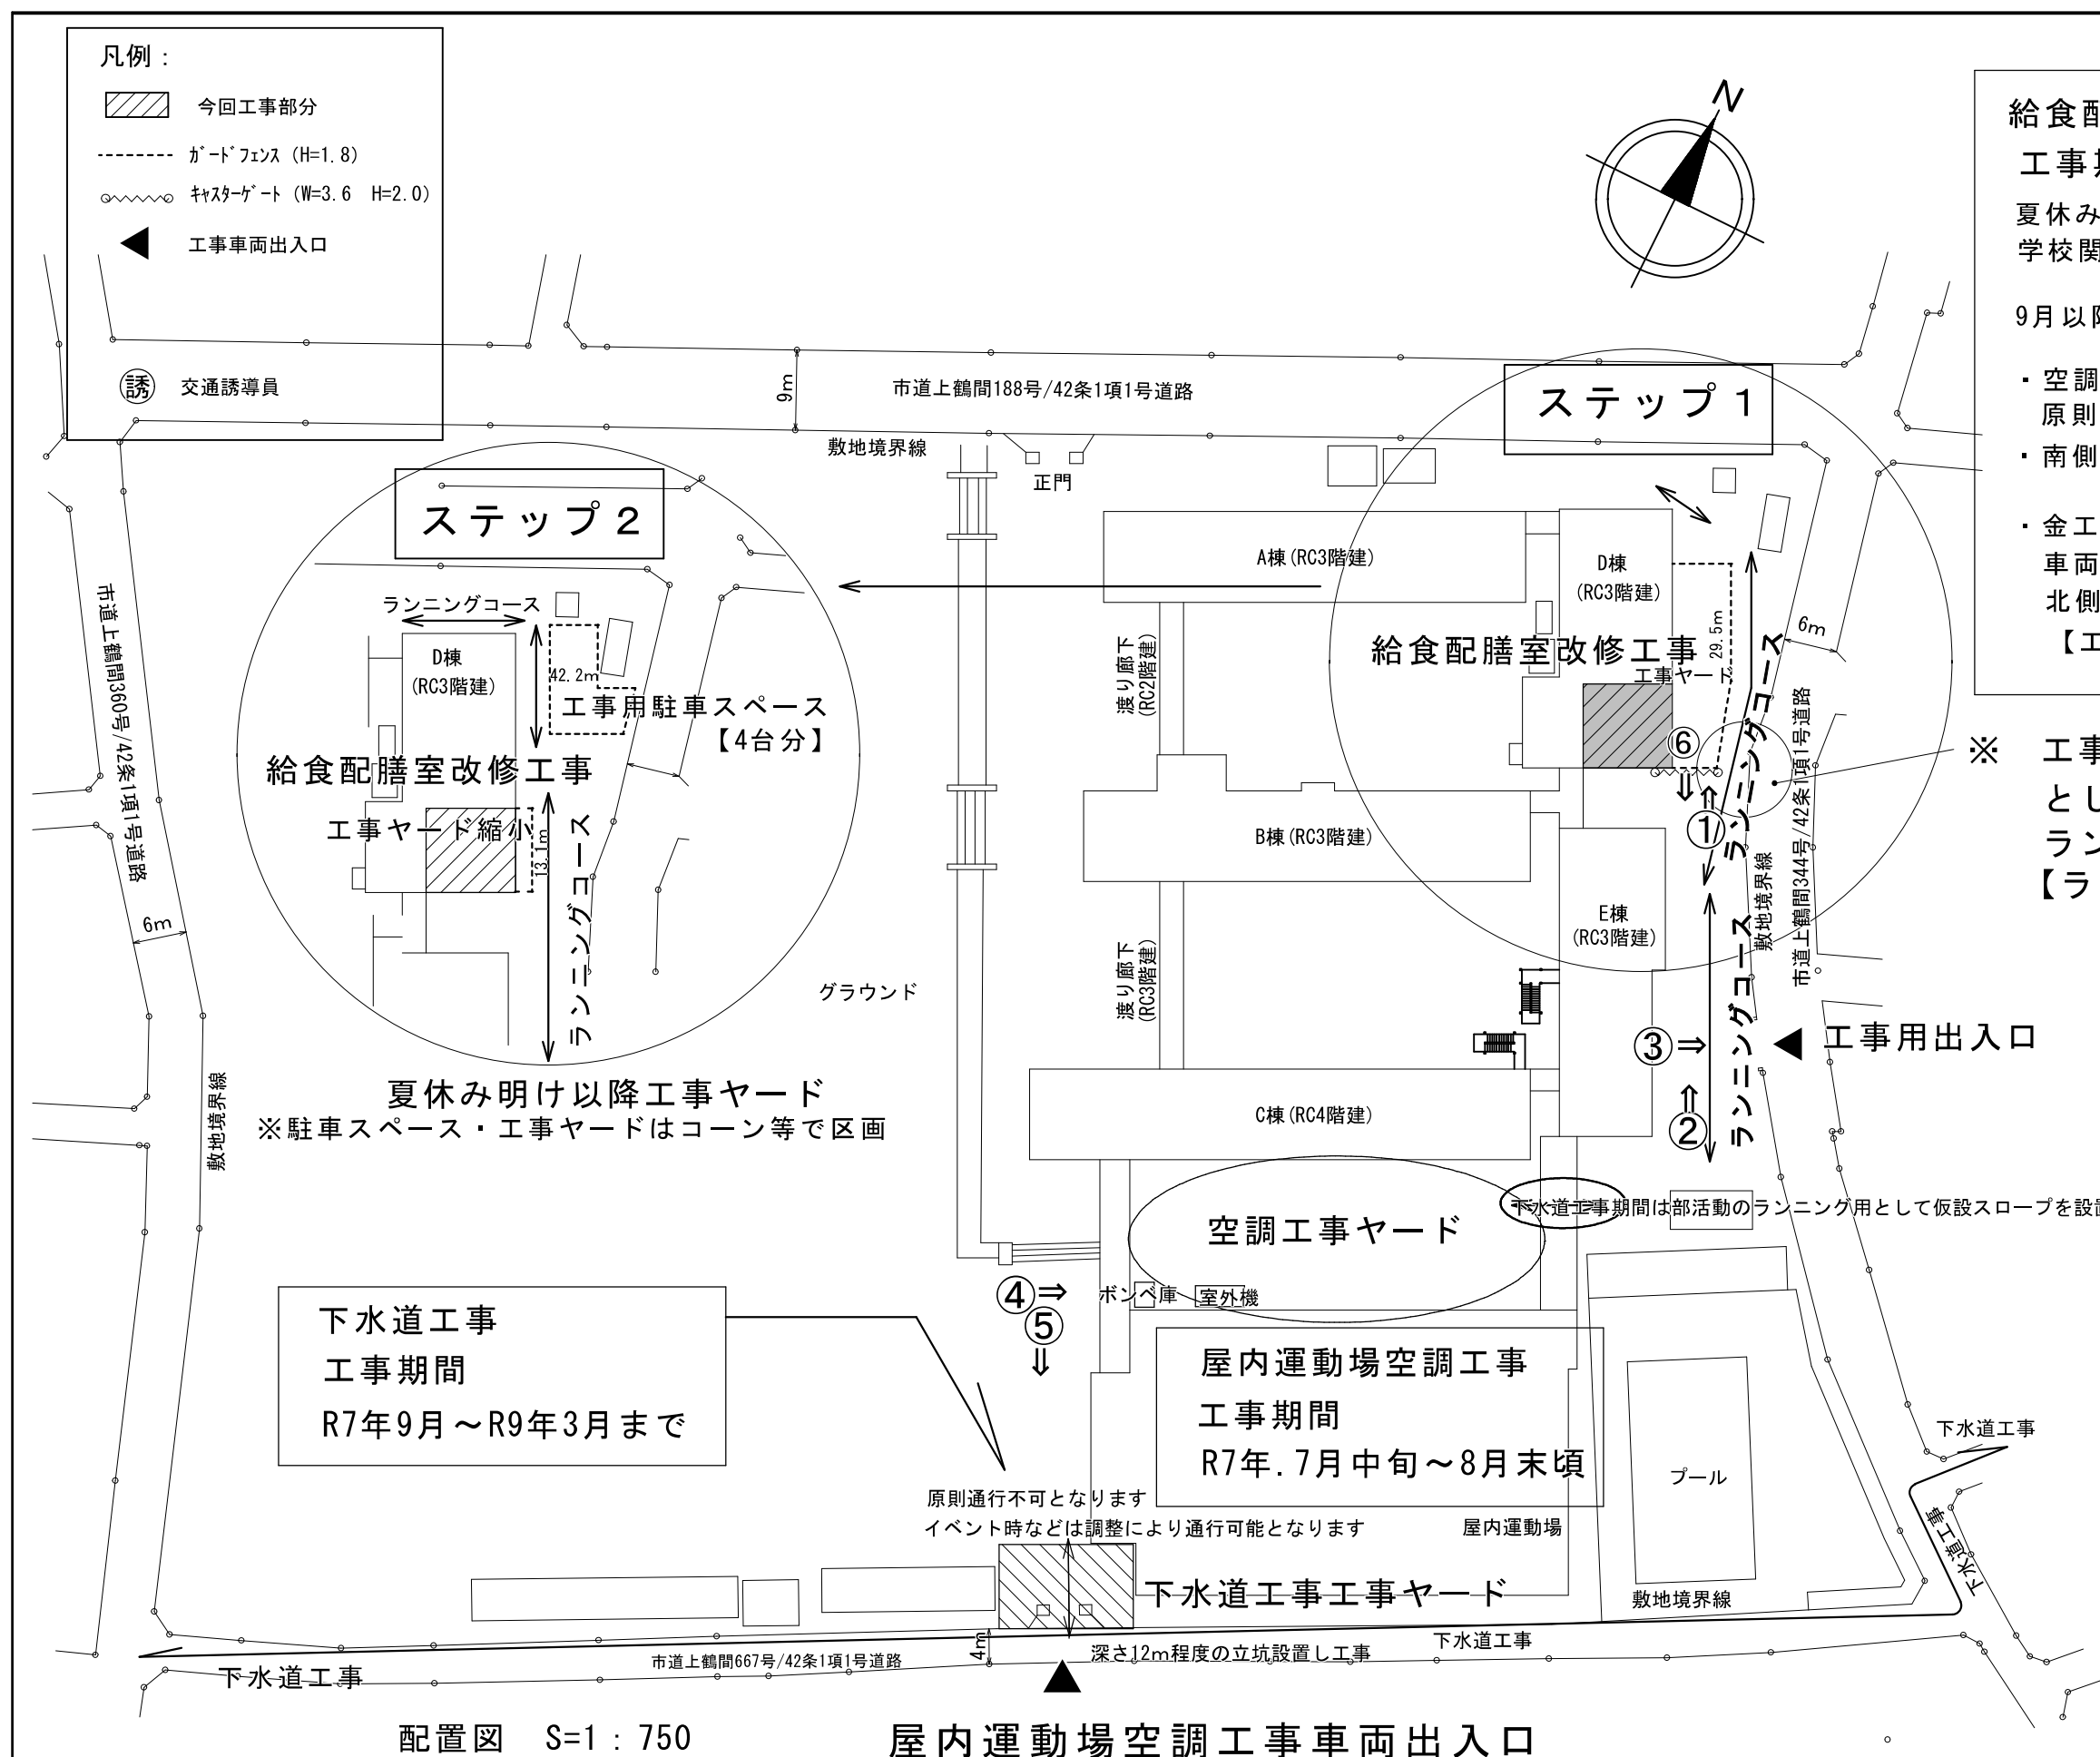 凡例:
今回工事部分
ガードフェンス (H=1.8)
キャスターゲート (W=3.6 H=2.0)
工事車両出入口
誘 交通誘導員
N
給食配
工事期
夏休み
学校関
9月以降
・空調
原則
・南側
・金工
車両
北側
【工
※ 工事
とし
ラン
【ラ
9m
市道上鶴間188号/42条1項1号道路
敷地境界線
正門
ステップ1
ステップ2
ランニングコース
D棟
(RC3階建)
42.2m
工事用駐車スペース
【4台分】
給食配膳室改修工事
工事ヤード縮小
13.1m
ランニングコース
夏休み明け以降工事ヤード
※駐車スペース・工事ヤードはコーン等で区画
市道上鶴間360号/42条1項1号道路
6m
敷地境界線
グラウンド
A棟(RC3階建)
渡り廊下
(RC2階建)
B棟(RC3階建)
渡り廊下
(RC3階建)
C棟(RC4階建)
D棟
(RC3階建)
29.5m
給食配膳室改修工事
工事ヤード
6m
ランニングコース
⑥
⇓
⇑
①
市道上鶴間344号/42条1項1号道路
敷地境界線
E棟
(RC3階建)
ランニングコース
③⇒
⇑
②
工事用出入口
下水道工事期間は部活動のランニング用として仮設スロープを設置
空調工事ヤード
④⇒
⑤
⇓
ボンベ庫
室外機
下水道工事
工事期間
R7年9月～R9年3月まで
屋内運動場空調工事
工事期間
R7年.7月中旬～8月末頃
原則通行不可となります
イベント時などは調整により通行可能となります
屋内運動場
プール
下水道工事
下水道工事
下水道工事工事ヤード
敷地境界線
4m
深さ12m程度の立坑設置し工事
下水道工事
市道上鶴間667号/42条1項1号道路
下水道工事
配置図 S=1:750
屋内運動場空調工事車両出入口